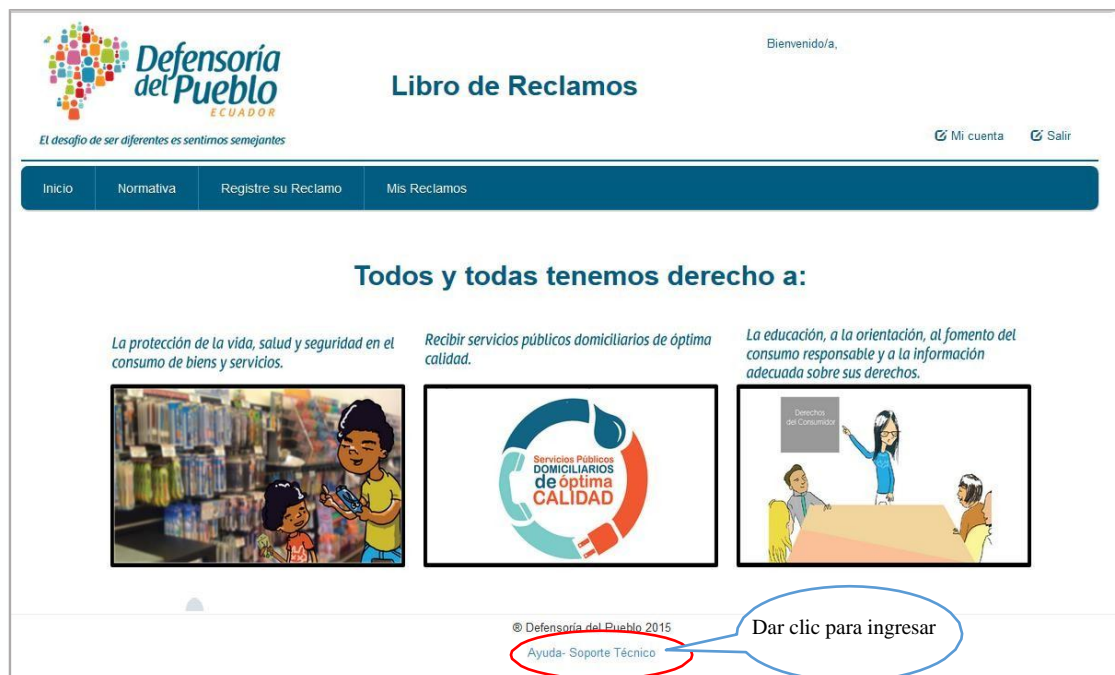 Defensoría
del Pueblo
ECUADOR
El desafío de ser diferentes es sentirnos semejantes
Bienvenido/a,
Libro de Reclamos
Mi cuenta
Salir
Inicio
Normativa
Registre su Reclamo
Mis Reclamos
Todos y todas tenemos derecho a:
La protección de la vida, salud y seguridad en el
consumo de biens y servicios.
Recibir servicios públicos domiciliarios de óptima
calidad.
La educación, a la orientación, al fomento del
consumo responsable y a la información
adecuada sobre sus derechos.
Servicios Públicos
DOMICILIARIOS
de óptima
CALIDAD
Derechos
del Consumidor
® Defensoría del Pueblo 2015
Ayuda- Soporte Técnico
Dar clic para ingresar